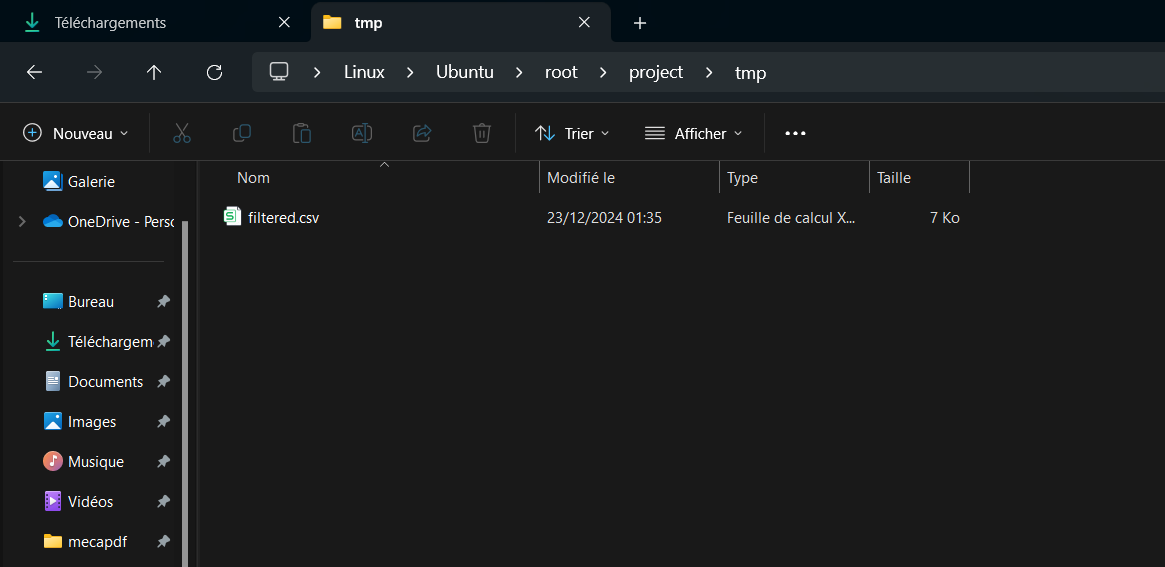 Téléchargements
tmp
Linux > Ubuntu > root > project > tmp
Nouveau
Trier
Afficher
Galerie
OneDrive - Perso
Bureau
Téléchargem
Documents
Images
Musique
Vidéos
mecapdf
Nom Modifié le Type Taille
filtered.csv 23/12/2024 01:35 Feuille de calcul X... 7 Ko